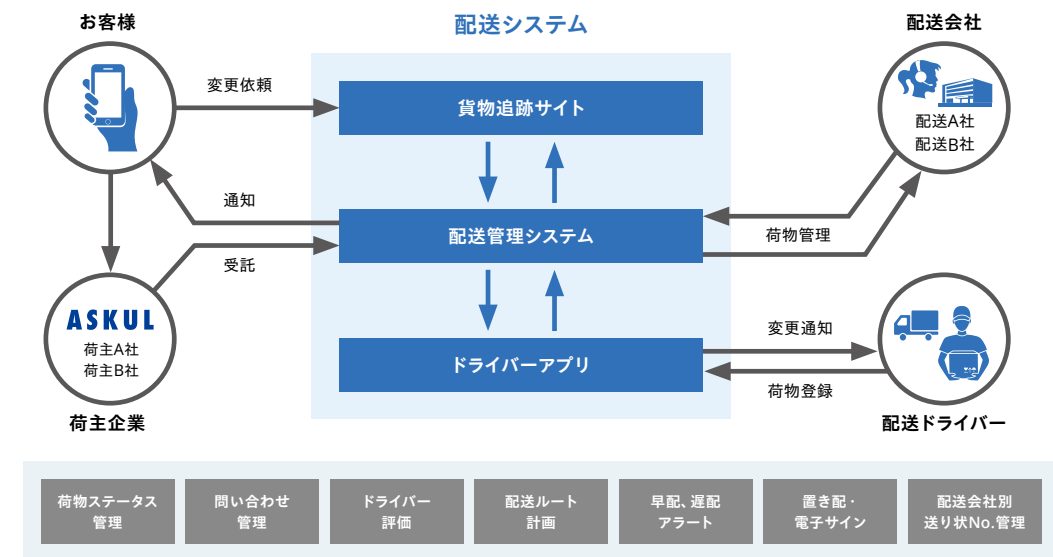 お客様
配送システム
配送会社
変更依頼
貨物追跡サイト
配送A社
配送B社
通知
配送管理システム
荷物管理
受託
ASKUL
荷主A社
荷主B社
荷主企業
ドライバーアプリ
変更通知
荷物登録
配送ドライバー
荷物ステータス
管理
問い合わせ
管理
ドライバー
評価
配送ルート
計画
早配、遅配
アラート
置き配・
電子サイン
配送会社別
送り状No.管理